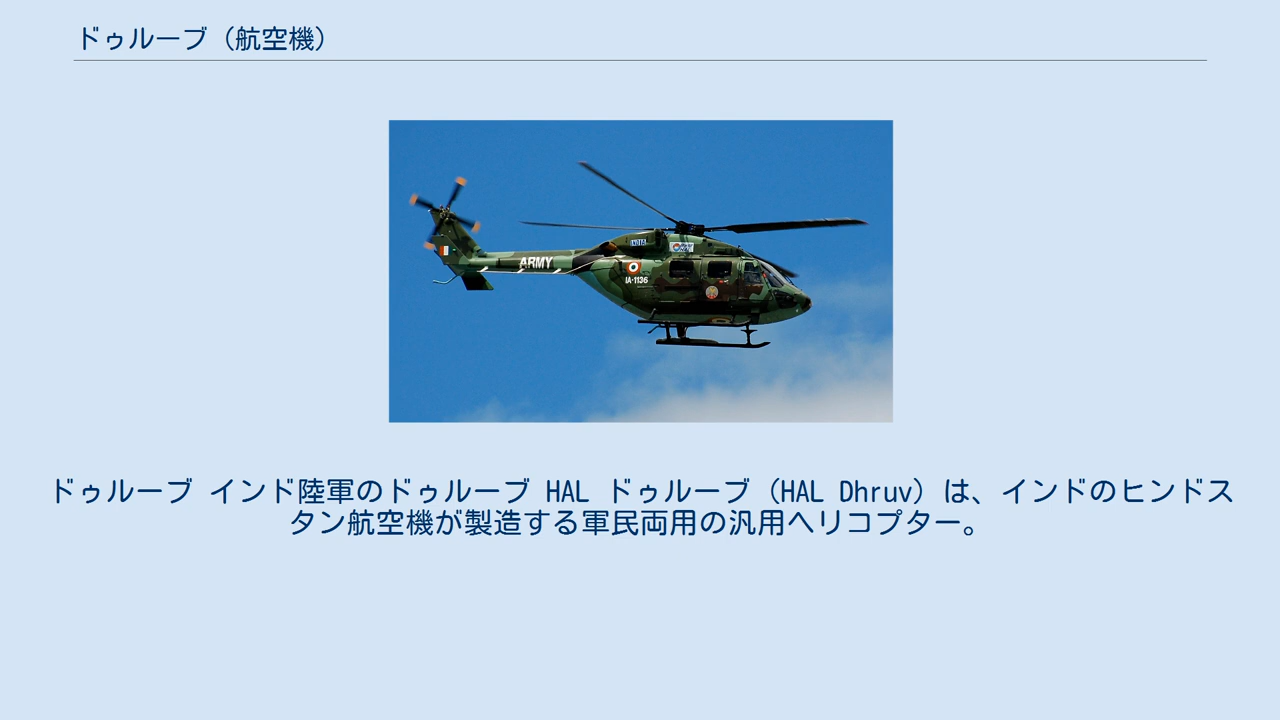 ドゥルーブ（航空機）
INDIA
ARMY
IA-1136
ドゥルーブ インド陸軍のドゥルーブ HAL ドゥルーブ（HAL Dhruv）は、インドのヒンドス
タン航空機が製造する軍民両用の汎用ヘリコプター。